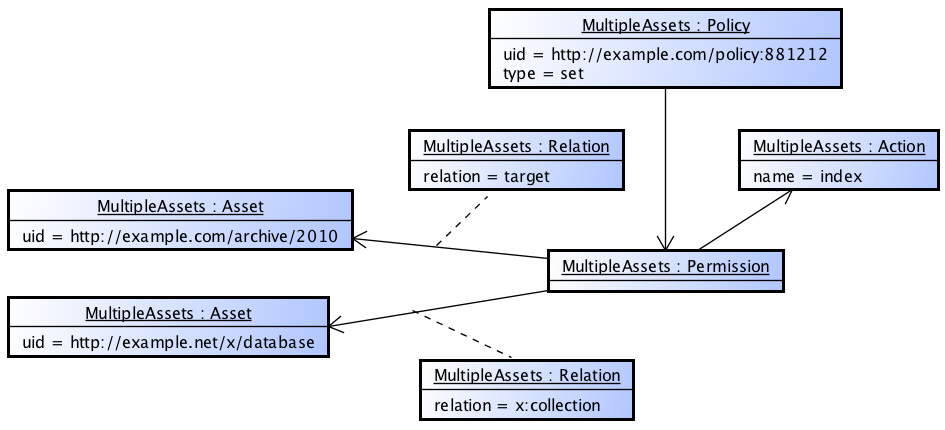 MultipleAssets : Policy
uid = http://example.com/policy:881212
type = set
MultipleAssets : Relation
relation = target
MultipleAssets : Action
name = index
MultipleAssets : Asset
uid = http://example.com/archive/2010
MultipleAssets : Permission
MultipleAssets : Asset
uid = http://example.net/x/database
MultipleAssets : Relation
relation = x:collection